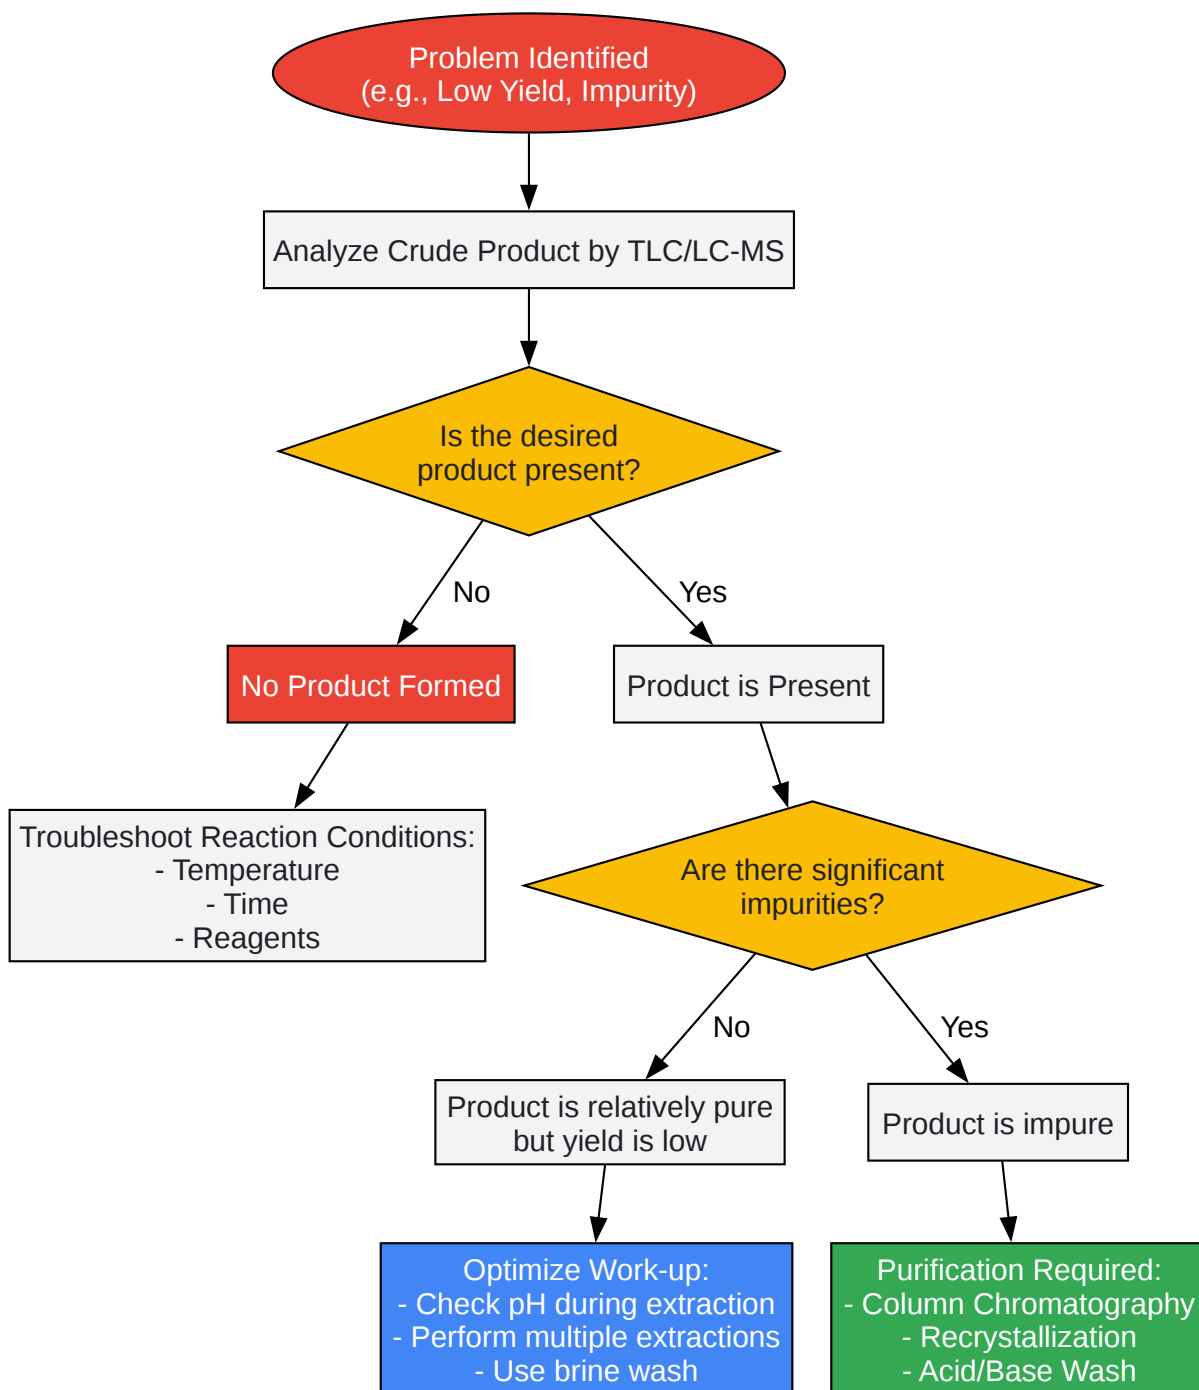 Problem Identified
(e.g., Low Yield, Impurity)
Analyze Crude Product by TLC/LC-MS
Is the desired
product present?
No
Yes
No Product Formed
Product is Present
Troubleshoot Reaction Conditions:
- Temperature
- Time
- Reagents
Are there significant
impurities?
No
Yes
Product is relatively pure
but yield is low
Product is impure
Optimize Work-up:
- Check pH during extraction
- Perform multiple extractions
- Use brine wash
Purification Required:
- Column Chromatography
- Recrystallization
- Acid/Base Wash